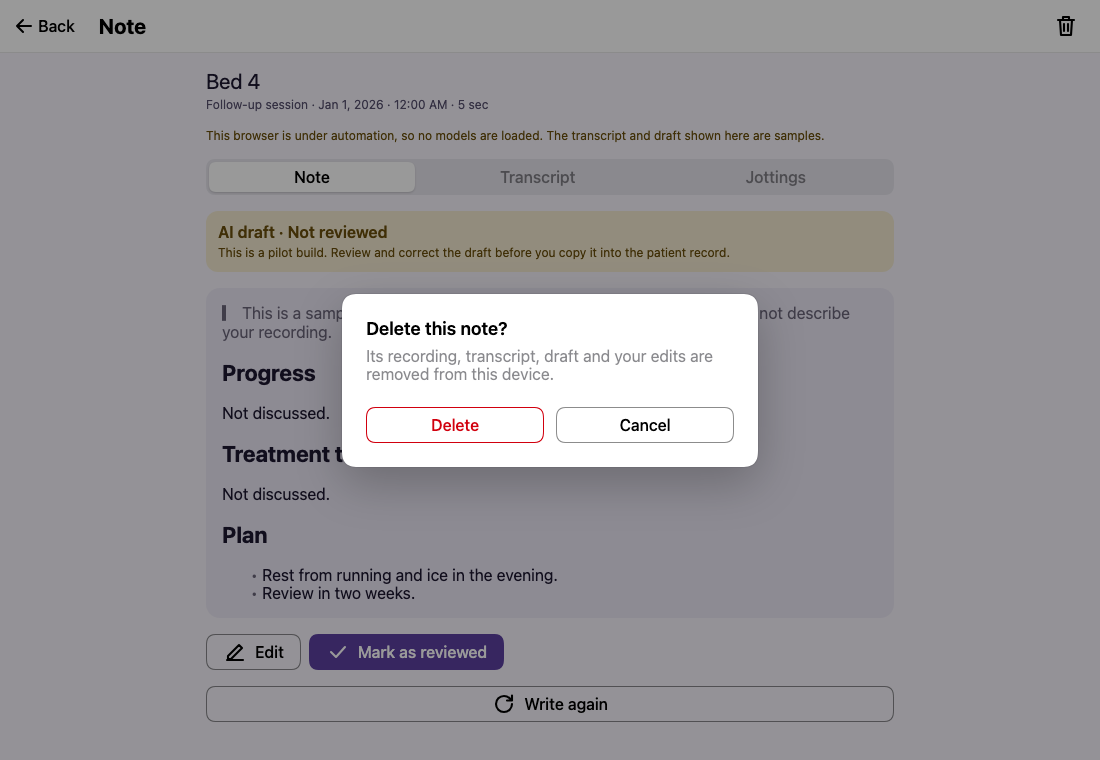 Back
Note
Bed 4
Follow-up session · Jan 1, 2026 · 12:00 AM · 5 sec
This browser is under automation, so no models are loaded. The transcript and draft shown here are samples.
Note
Transcript
Jottings
AI draft · Not reviewed
This is a pilot build. Review and correct the draft before you copy it into the patient record.
This is a
not describe
your recording.
Delete this note?
Its recording, transcript, draft and your edits are
removed from this device.
Delete
Cancel
Progress
Not discussed.
Treatment
Not discussed.
Plan
• Rest from running and ice in the evening.
• Review in two weeks.
Edit
Mark as reviewed
Write again